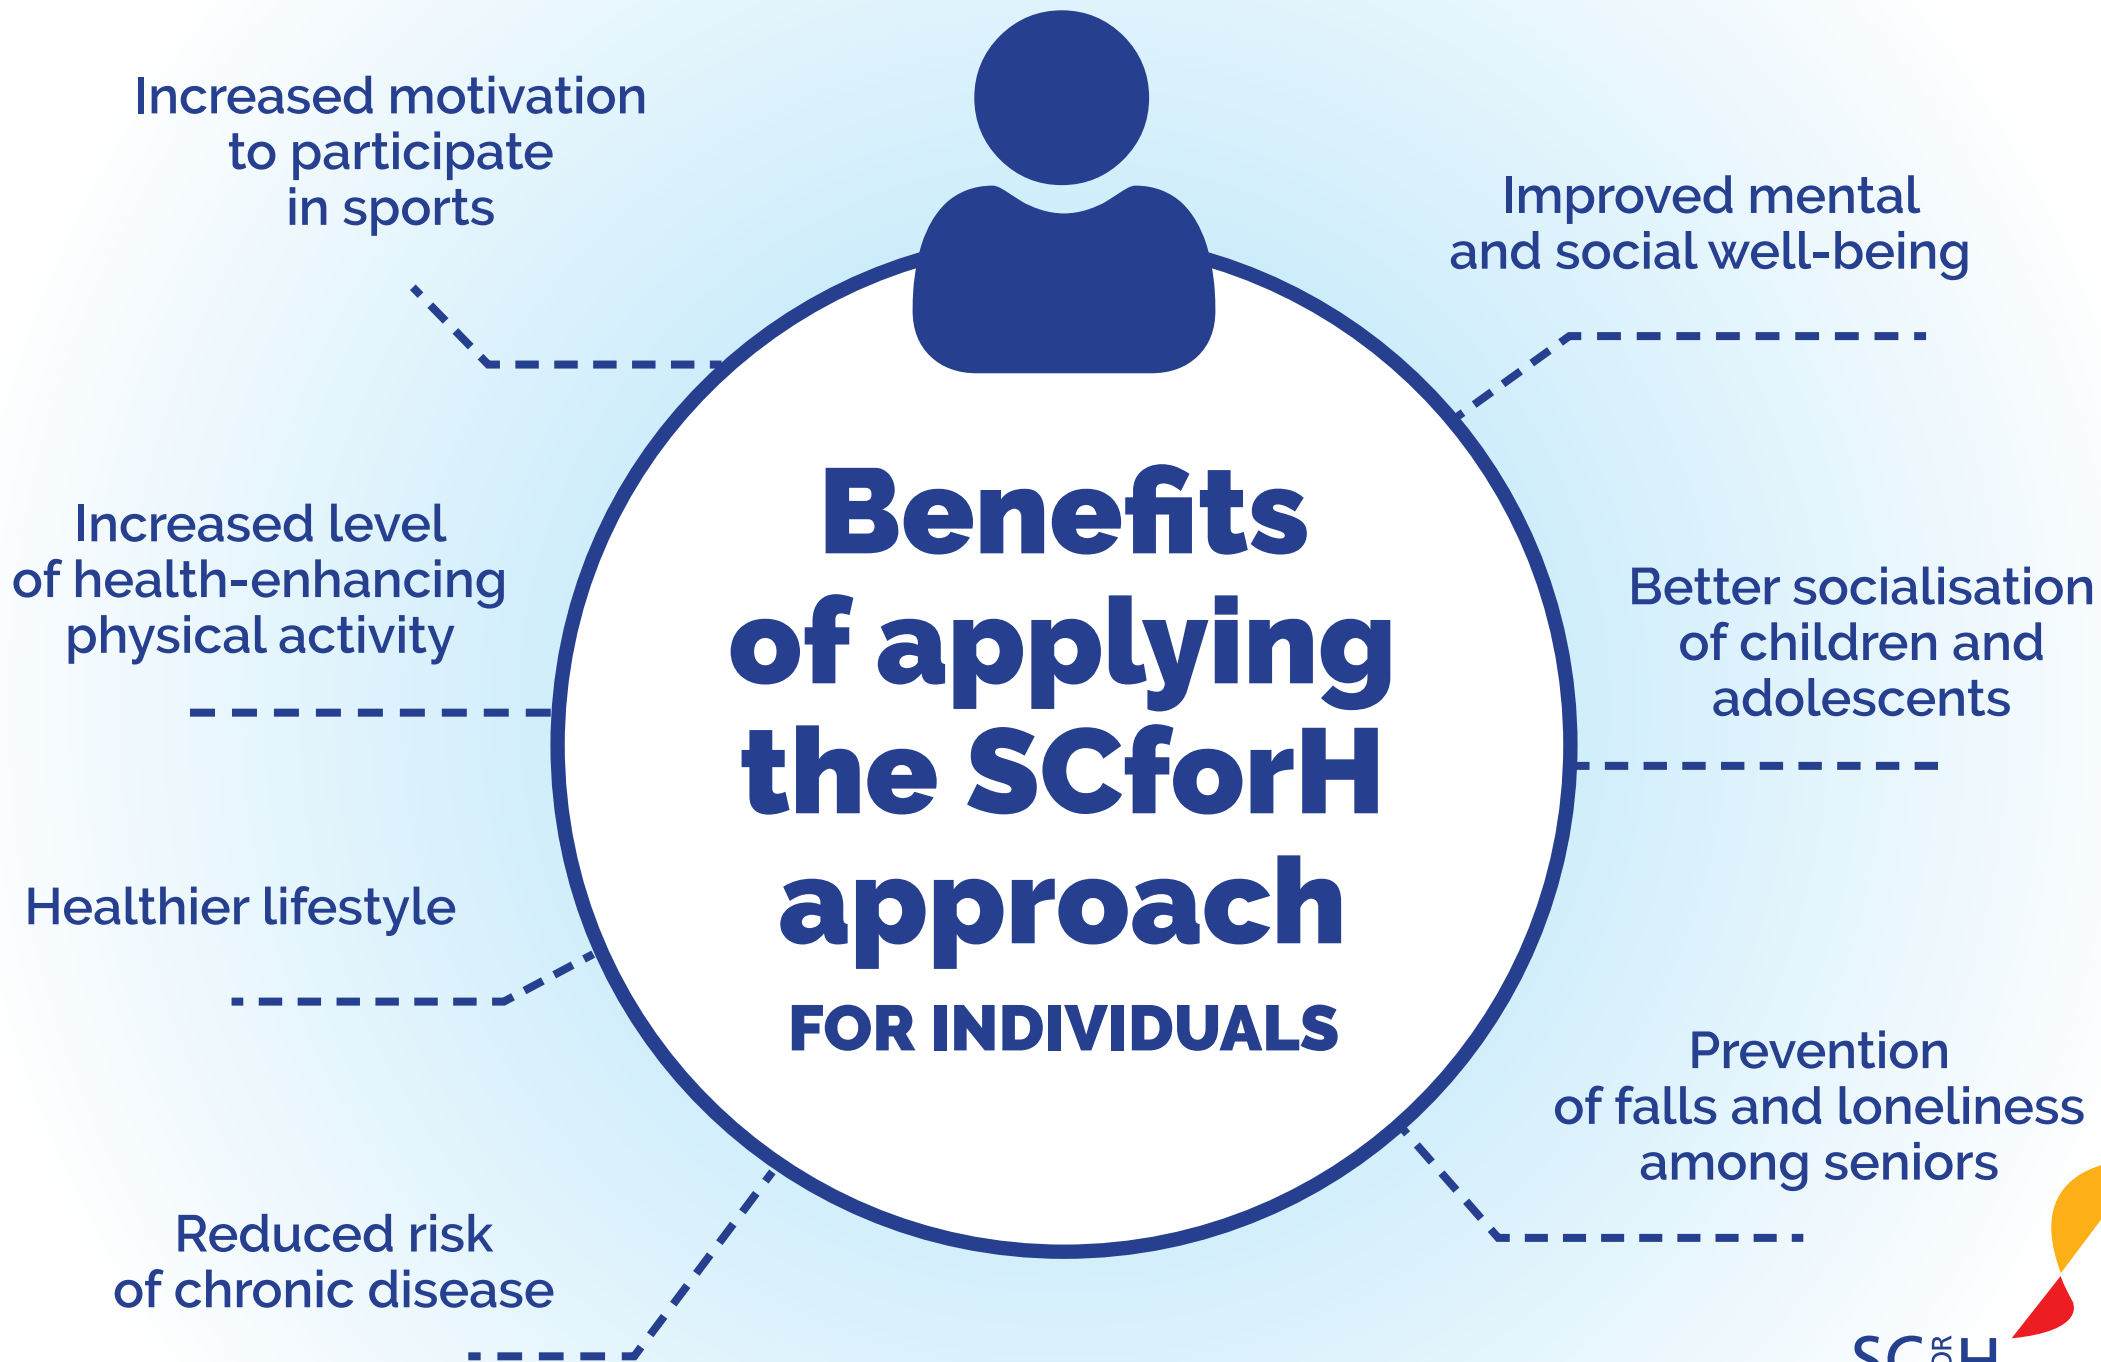 Increased motivation
to participate
in sports
Increased level
of health-enhancing
physical activity
Healthier lifestyle
Reduced risk
of chronic disease
Benefits
of applying
the SCforH
approach
FOR INDIVIDUALS
Improved mental
and social well-being
Better socialisation
of children and
adolescents
Prevention
of falls and loneliness
among seniors
SC FOR H